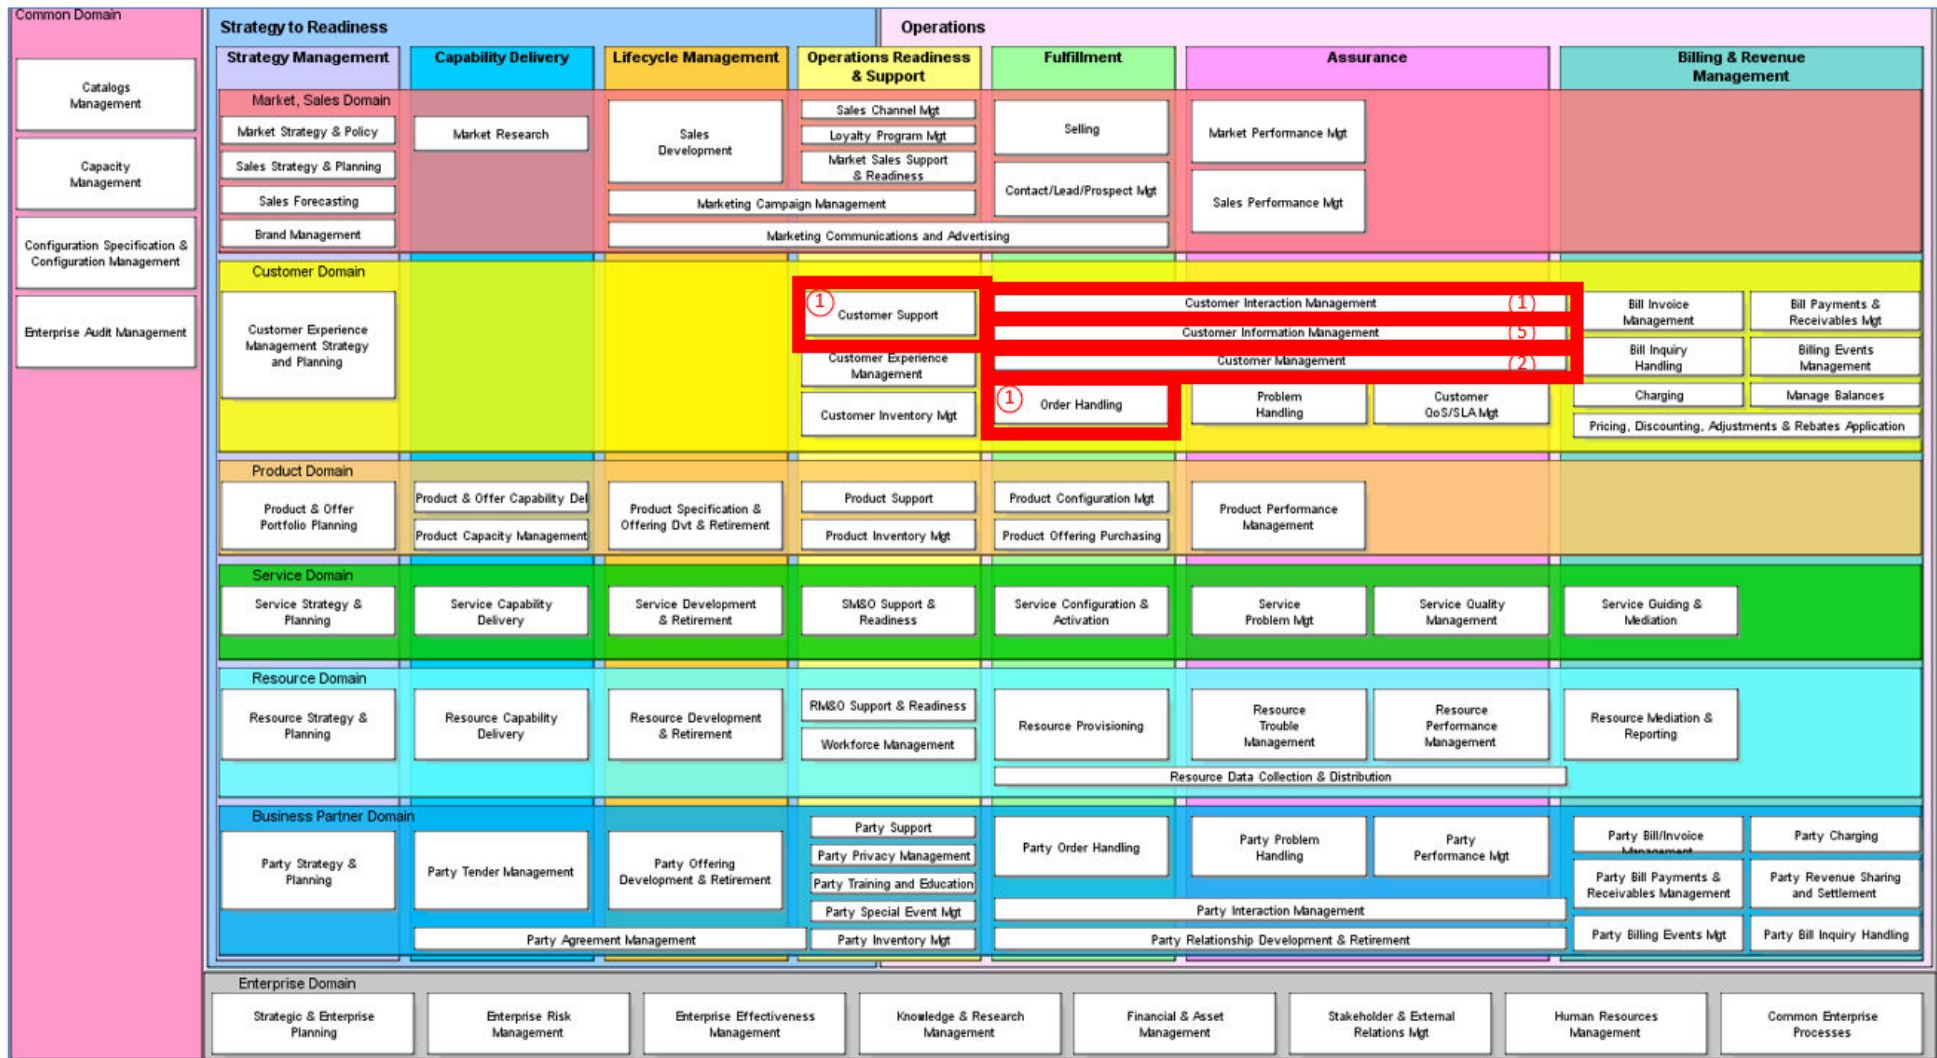 Common Domain
Catalogs
Management
Capacity
Management
Configuration Specification &
Configuration Management
Enterprise Audit Management
Strategy to Readiness
Operations
Strategy Management
Capability Delivery
Lifecycle Management
Operations Readiness
& Support
Fulfillment
Assurance
Billing & Revenue
Management
Market, Sales Domain
Market Strategy & Policy
Sales Strategy & Planning
Sales Forecasting
Brand Management
Market Research
Sales
Development
Sales Channel Mgt
Loyalty Program Mgt
Market Sales Support
& Readiness
Marketing Campaign Management
Marketing Communications and Advertising
Selling
Contact/Lead/Prospect Mgt
Market Performance Mgt
Sales Performance Mgt
Customer Domain
Customer Experience
Management Strategy
and Planning
1
Customer Support
Customer Experience
Management
Customer Inventory Mgt
Customer Interaction Management
1
Customer Information Management
5
Customer Management
2
1
Order Handling
Problem
Handling
Customer
QoS/SLA Mgt
Bill Invoice
Management
Bill Payments &
Receivables Mgt
Bill Inquiry
Handling
Billing Events
Management
Charging
Manage Balances
Pricing, Discounting, Adjustments & Rebates Application
Product Domain
Product & Offer
Portfolio Planning
Product & Offer Capability Del
Product Capacity Management
Product Specification &
Offering Dvt & Retirement
Product Support
Product Inventory Mgt
Product Configuration Mgt
Product Offering Purchasing
Product Performance
Management
Service Domain
Service Strategy &
Planning
Service Capability
Delivery
Service Development
& Retirement
SM&O Support &
Readiness
Service Configuration &
Activation
Service
Problem Mgt
Service Quality
Management
Service Guiding &
Mediation
Resource Domain
Resource Strategy &
Planning
Resource Capability
Delivery
Resource Development
& Retirement
RM&O Support & Readiness
Workforce Management
Resource Provisioning
Resource
Trouble
Management
Resource
Performance
Management
Resource Mediation &
Reporting
Resource Data Collection & Distribution
Business Partner Domain
Party Strategy &
Planning
Party Tender Management
Party Offering
Development & Retirement
Party Agreement Management
Party Support
Party Privacy Management
Party Training and Education
Party Special Event Mgt
Party Inventory Mgt
Party Order Handling
Party Problem
Handling
Party
Performance Mgt
Party Interaction Management
Party Relationship Development & Retirement
Party Bill/Invoice
Management
Party Charging
Party Bill Payments &
Receivables Management
Party Revenue Sharing
and Settlement
Party Billing Events Mgt
Party Bill Inquiry Handling
Enterprise Domain
Strategic & Enterprise
Planning
Enterprise Risk
Management
Enterprise Effectiveness
Management
Knowledge & Research
Management
Financial & Asset
Management
Stakeholder & External
Relations Mgt
Human Resources
Management
Common Enterprise
Processes